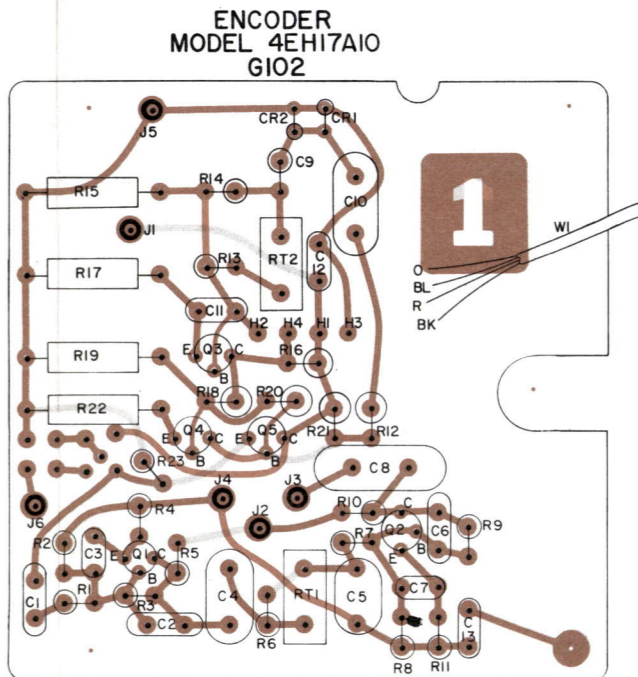 ENCODER
MODEL 4EH17A10
G102
CR2 CR1
J5
C9
R14
R15
C10
J1
1
W1
RT2
C12
R13
O
BL
R
BK
R17
C11
H2 H4 H1 H3
E Q3 C
R16
B
R19
R18 R20
R22
Q4 C E Q5 C
E
R21 R12
B B
R23
C8
J4 J3
J6
R4
J2
R10 C
R9
R2
C3
R5
R7
Q2 C6
E Q1 C
B
E
B
C1
R1
R3
C4
RT1
C5
C7
C2
R6
C13
R8 R11